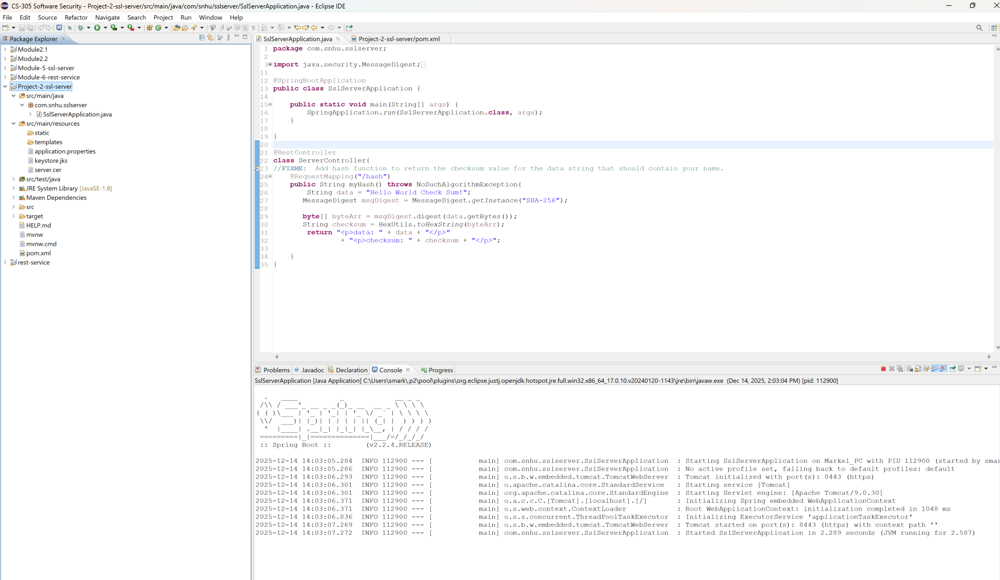 CS-305 Software Security - Project-2-ssl-server/src/main/java/com/snhu/sslserver/SslServerApplication.java - Eclipse IDE
File Edit Source Refactor Navigate Search Project Run Window Help
Package Explorer
Module2.1
Module2.2
Module-5-ssl-server
Module-6-rest-service
Project-2-ssl-server
src/main/java
com.snhu.sslserver
SslServerApplication.java
src/main/resources
static
templates
application.properties
keystore.jks
server.cer
src/test/java
JRE System Library [JavaSE-1.8]
Maven Dependencies
src
target
HELP.md
mvnw
mvnw.cmd
pom.xml
rest-service
SslServerApplication.java Project-2-ssl-server/pom.xml
1 package com.snhu.sslserver;
2
3 import java.security.MessageDigest;
11
12 @SpringBootApplication
13 public class SslServerApplication {
14
15 public static void main(String[] args) {
16 SpringApplication.run(SslServerApplication.class, args);
17 }
18
19 }
20
21 @RestController
22 class ServerController{
23 //FIXME: Add hash function to return the checksum value for the data string that should contain your name.
24 @RequestMapping("/hash")
25 public String myHash() throws NoSuchAlgorithmException{
26 String data = "Hello World Check Sum!";
27 MessageDigest msgDigest = MessageDigest.getInstance("SHA-256");
28
29 byte[] byteArr = msgDigest.digest(data.getBytes());
30 String checksum = HexUtils.toHexString(byteArr);
31 return "<p>data: " + data + "</p>"
32 + "<p>checksum: " + checksum + "</p>";
33
34 }
35 }
Problems @ Javadoc Declaration Console Progress
SslServerApplication [Java Application] C:\Users\smark\.p2\pool\plugins\org.eclipse.justj.openjdk.hotspot.jre.full.win32.x86_64_17.0.10.v20240120-1143\jre\bin\javaw.exe (Dec 14, 2025, 2:03:04 PM) [pid: 112900]
:: Spring Boot :: (v2.2.4.RELEASE)
2025-12-14 14:03:05.284 INFO 112900 --- [ main] com.snhu.sslserver.SslServerApplication : Starting SslServerApplication on Markel_PC with PID 112900 (started by smar
2025-12-14 14:03:05.286 INFO 112900 --- [ main] com.snhu.sslserver.SslServerApplication : No active profile set, falling back to default profiles: default
2025-12-14 14:03:06.293 INFO 112900 --- [ main] o.s.b.w.embedded.tomcat.TomcatWebServer : Tomcat initialized with port(s): 8443 (https)
2025-12-14 14:03:06.301 INFO 112900 --- [ main] o.apache.catalina.core.StandardService : Starting service [Tomcat]
2025-12-14 14:03:06.301 INFO 112900 --- [ main] org.apache.catalina.core.StandardEngine : Starting Servlet engine: [Apache Tomcat/9.0.30]
2025-12-14 14:03:06.371 INFO 112900 --- [ main] o.a.c.c.C.[Tomcat].[localhost].[/] : Initializing Spring embedded WebApplicationContext
2025-12-14 14:03:06.371 INFO 112900 --- [ main] o.s.web.context.ContextLoader : Root WebApplicationContext: initialization completed in 1048 ms
2025-12-14 14:03:06.836 INFO 112900 --- [ main] o.s.s.concurrent.ThreadPoolTaskExecutor : Initializing ExecutorService 'applicationTaskExecutor'
2025-12-14 14:03:07.269 INFO 112900 --- [ main] o.s.b.w.embedded.tomcat.TomcatWebServer : Tomcat started on port(s): 8443 (https) with context path ''
2025-12-14 14:03:07.272 INFO 112900 --- [ main] com.snhu.sslserver.SslServerApplication : Started SslServerApplication in 2.289 seconds (JVM running for 2.587)